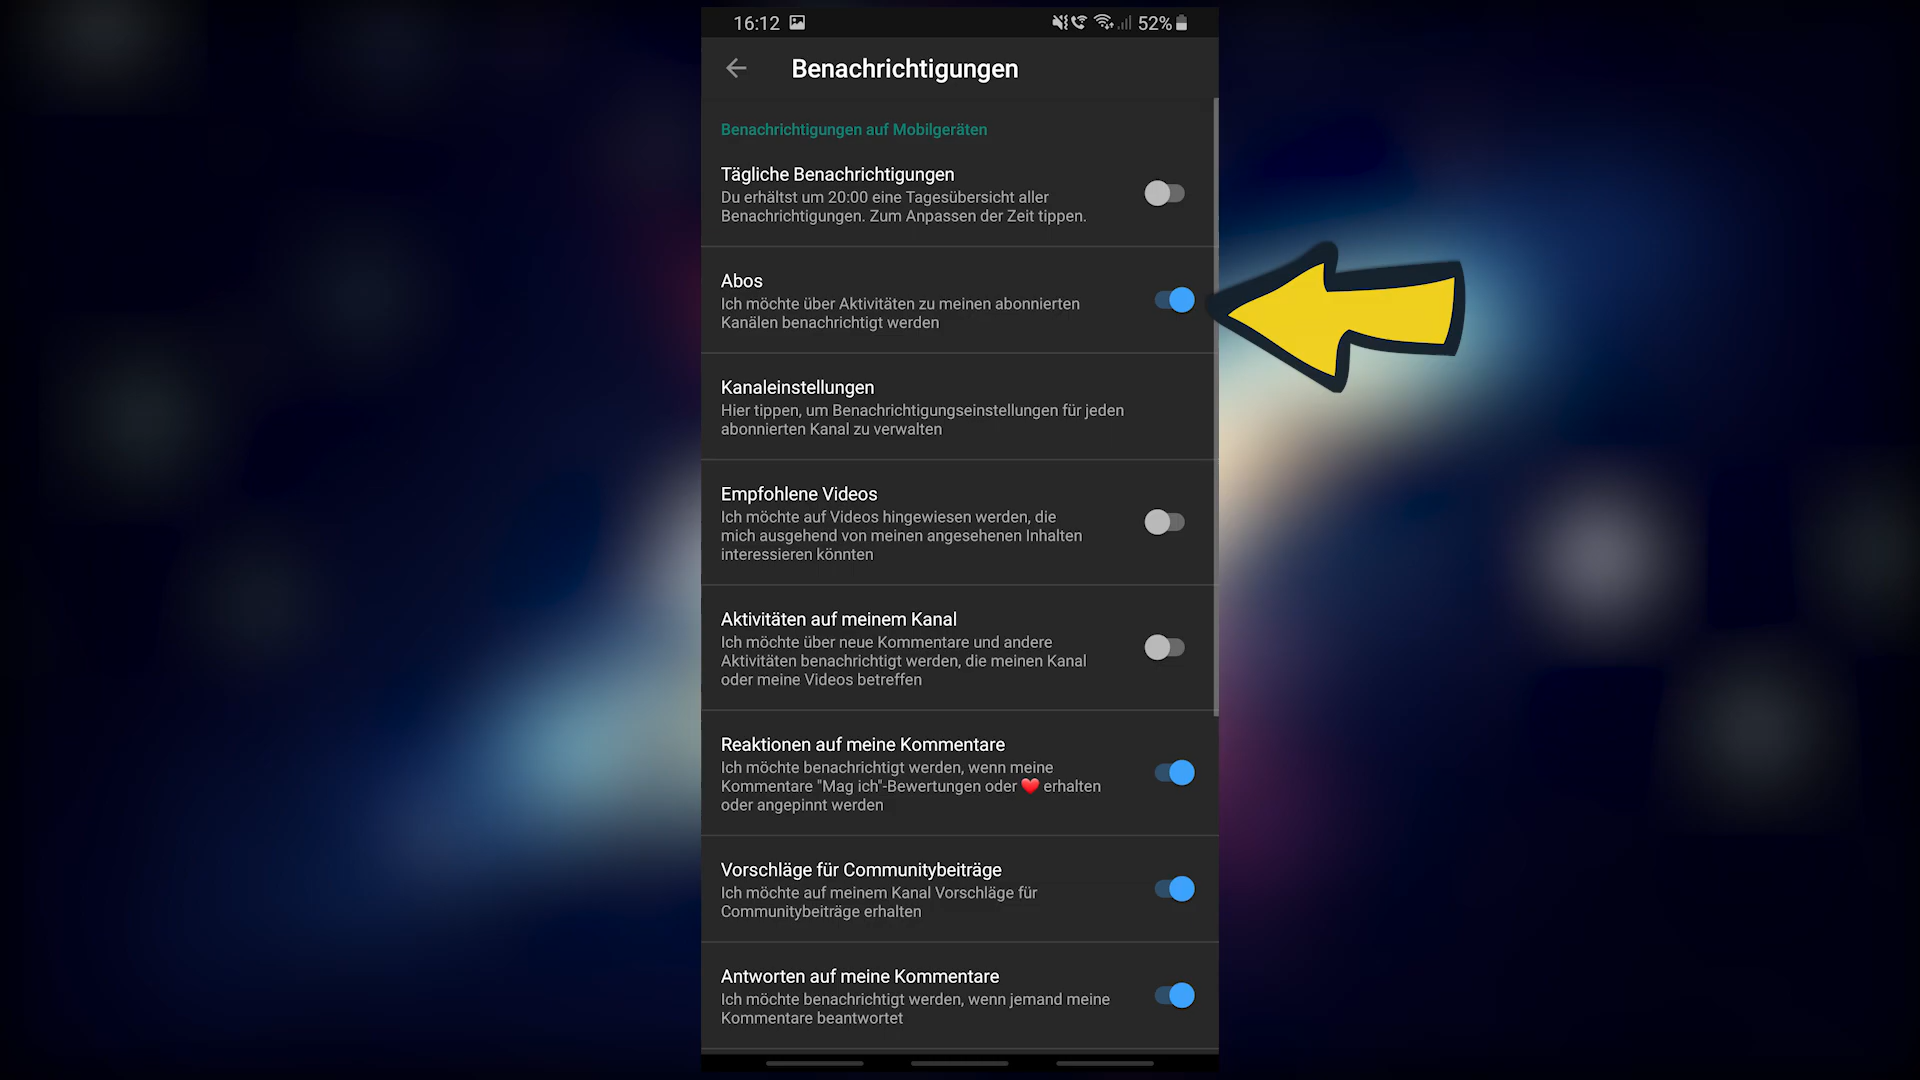 16:12
52%
Benachrichtigungen
Benachrichtigungen auf Mobilgeräten
Tägliche Benachrichtigungen
Du erhältst um 20:00 eine Tagesübersicht aller
Benachrichtigungen. Zum Anpassen der Zeit tippen.
Abos
Ich möchte über Aktivitäten zu meinen abonnierten
Kanälen benachrichtigt werden
Kanaleinstellungen
Hier tippen, um Benachrichtigungseinstellungen für jeden
abonnierten Kanal zu verwalten
Empfohlene Videos
Ich möchte auf Videos hingewiesen werden, die
mich ausgehend von meinen angesehenen Inhalten
interessieren könnten
Aktivitäten auf meinem Kanal
Ich möchte über neue Kommentare und andere
Aktivitäten benachrichtigt werden, die meinen Kanal
oder meine Videos betreffen
Reaktionen auf meine Kommentare
Ich möchte benachrichtigt werden, wenn meine
Kommentare "Mag ich"-Bewertungen oder ❤️ erhalten
oder angepinnt werden
Vorschläge für Communitybeiträge
Ich möchte auf meinem Kanal Vorschläge für
Communitybeiträge erhalten
Antworten auf meine Kommentare
Ich möchte benachrichtigt werden, wenn jemand meine
Kommentare beantwortet